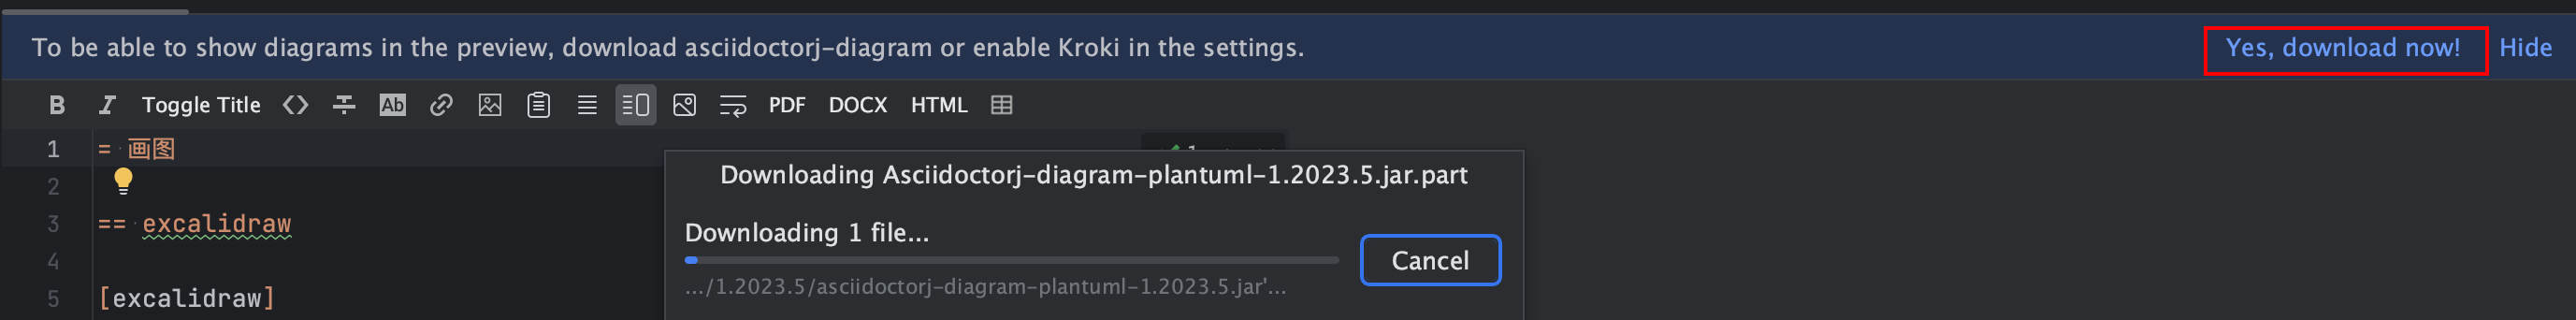 To be able to show diagrams in the preview, download asciidoctorj-diagram or enable Kroki in the settings. Yes, download now! Hide
B I Toggle Title <> Ab PDF DOCX HTML
1 = 画图
2
3 == excalidraw
4
5 [excalidraw]
Downloading Asciidoctorj-diagram-plantuml-1.2023.5.jar.part
Downloading 1 file...
Cancel
.../1.2023.5/asciidoctorj-diagram-plantuml-1.2023.5.jar'...